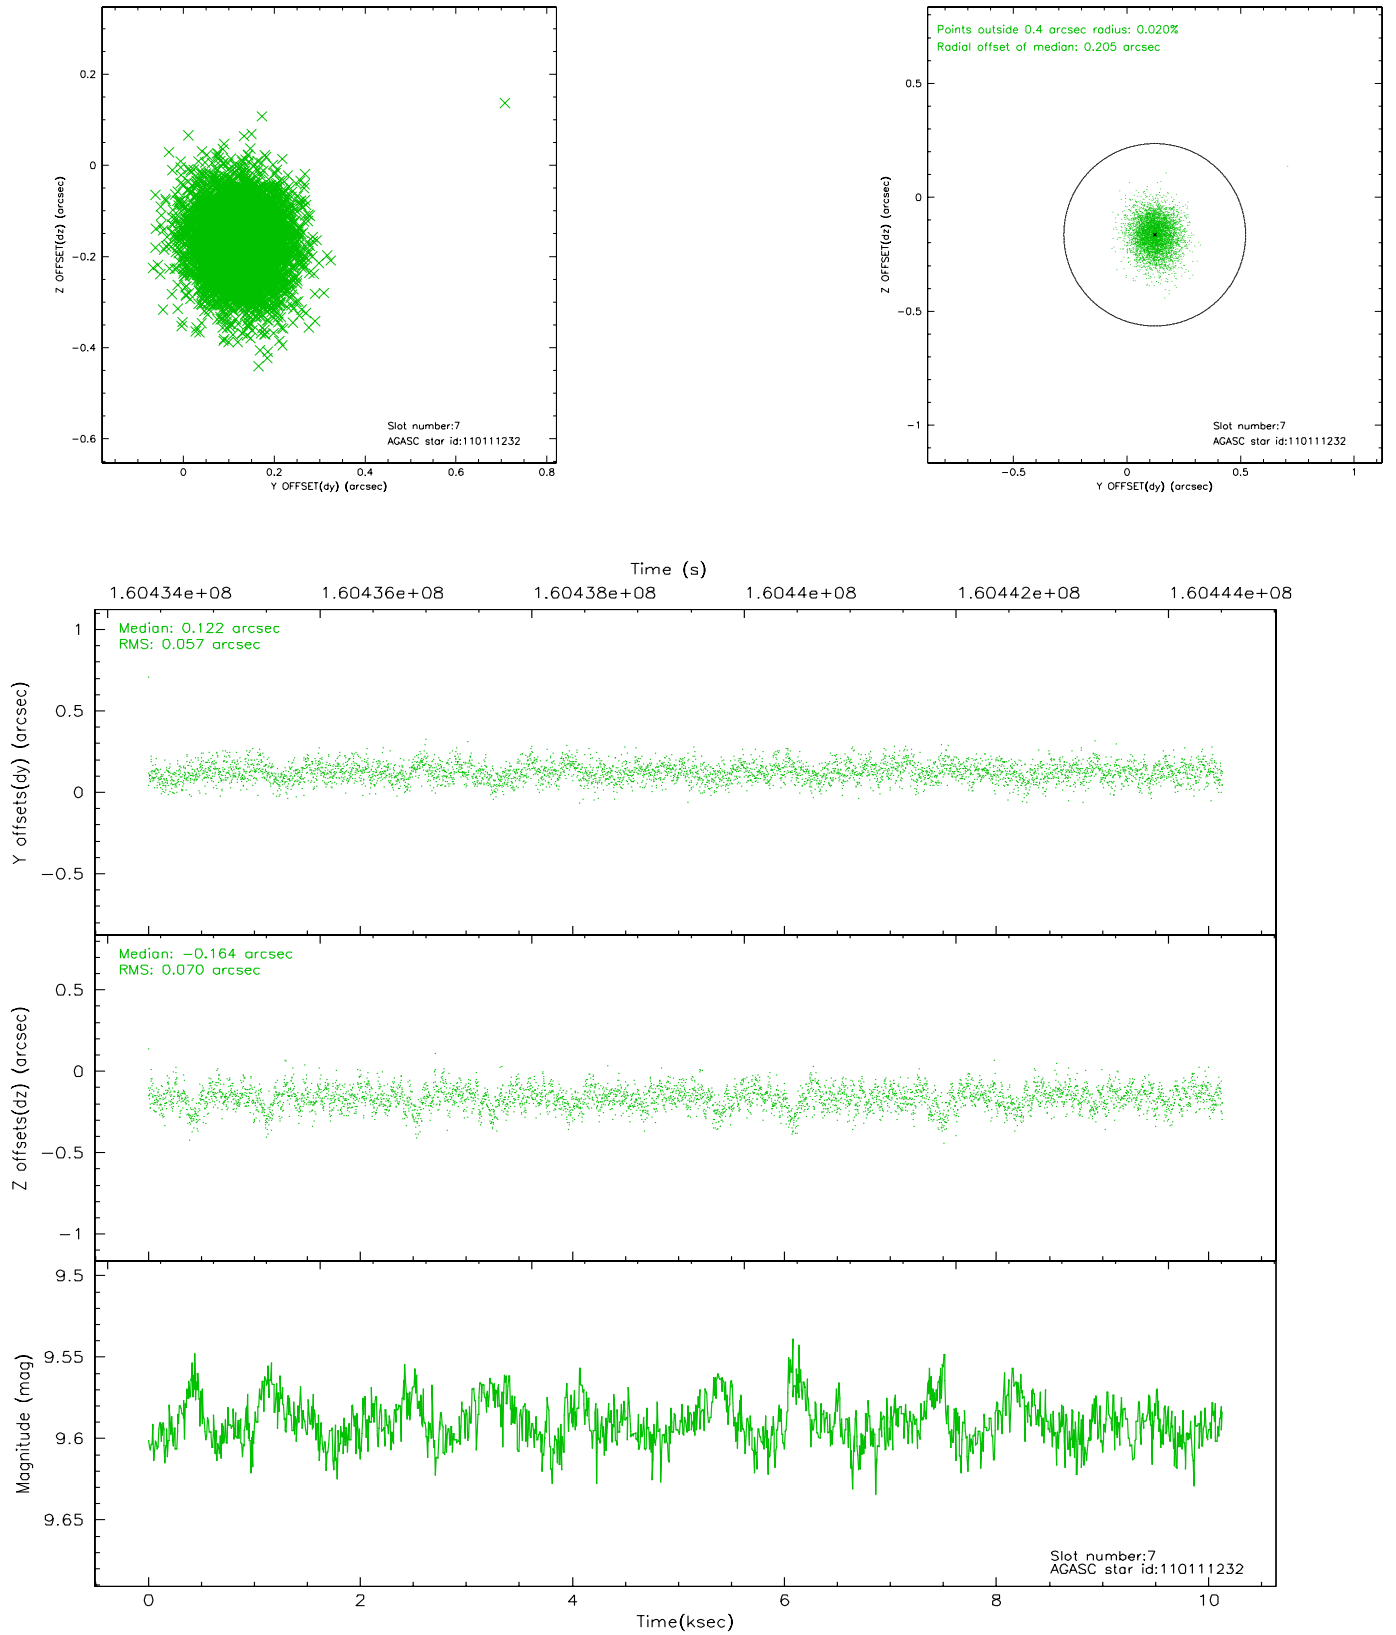 0.2
0
−0.2
−0.4
−0.6
Z OFFSET(dz) (arcsec)
Slot number:7
AGASC star id:110111232
0 0.2 0.4 0.6 0.8
Y OFFSET(dy) (arcsec)
Points outside 0.4 arcsec radius: 0.020%
Radial offset of median: 0.205 arcsec
0.5
0
−0.5
−1
Z OFFSET(dz) (arcsec)
Slot number:7
AGASC star id:110111232
−0.5 0 0.5 1
Y OFFSET(dy) (arcsec)
Time (s)
1.60434e+08 1.60436e+08 1.60438e+08 1.6044e+08 1.60442e+08 1.60444e+08
Median: 0.122 arcsec
RMS: 0.057 arcsec
1
0.5
0
−0.5
Y offsets(dy) (arcsec)
Median: −0.164 arcsec
RMS: 0.070 arcsec
0.5
0
−0.5
−1
Z offsets(dz) (arcsec)
9.5
9.55
9.6
9.65
Magnitude (mag)
Slot number:7
AGASC star id:110111232
0 2 4 6 8 10
Time(ksec)